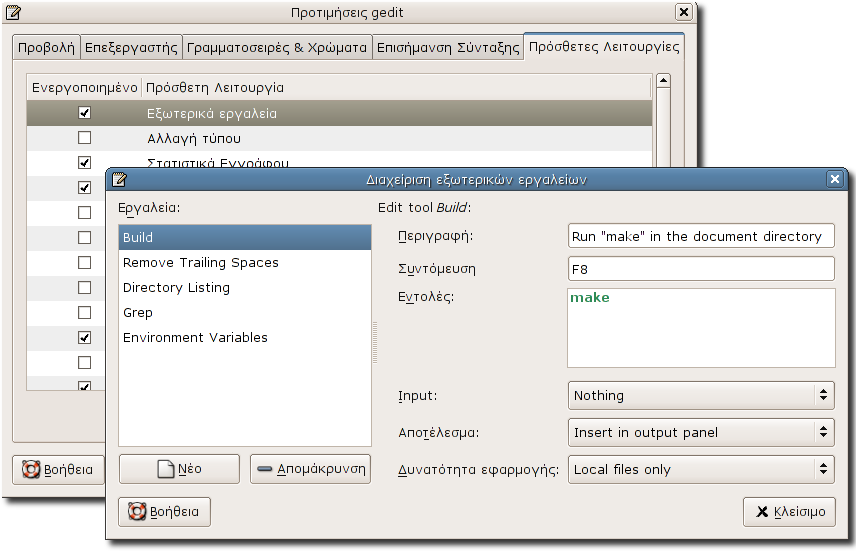 Προτιμήσεις gedit
Προβολή Επεξεργαστής Γραμματοσειρές & Χρώματα Επισήμανση Σύνταξης Πρόσθετες Λειτουργίες
Ενεργοποιημένο Πρόσθετη Λειτουργία
Εξωτερικά εργαλεία
Αλλαγή τύπου
Στατιστικά Εγγράφου
Βοήθεια
Διαχείριση εξωτερικών εργαλείων
Εργαλεία:
Build
Remove Trailing Spaces
Directory Listing
Grep
Environment Variables
Νέο Απομάκρυνση
Edit tool Build:
Περιγραφή: Run "make" in the document directory
Συντόμευση F8
Εντολές: make
Input: Nothing
Αποτέλεσμα: Insert in output panel
Δυνατότητα εφαρμογής: Local files only
Βοήθεια Κλείσιμο